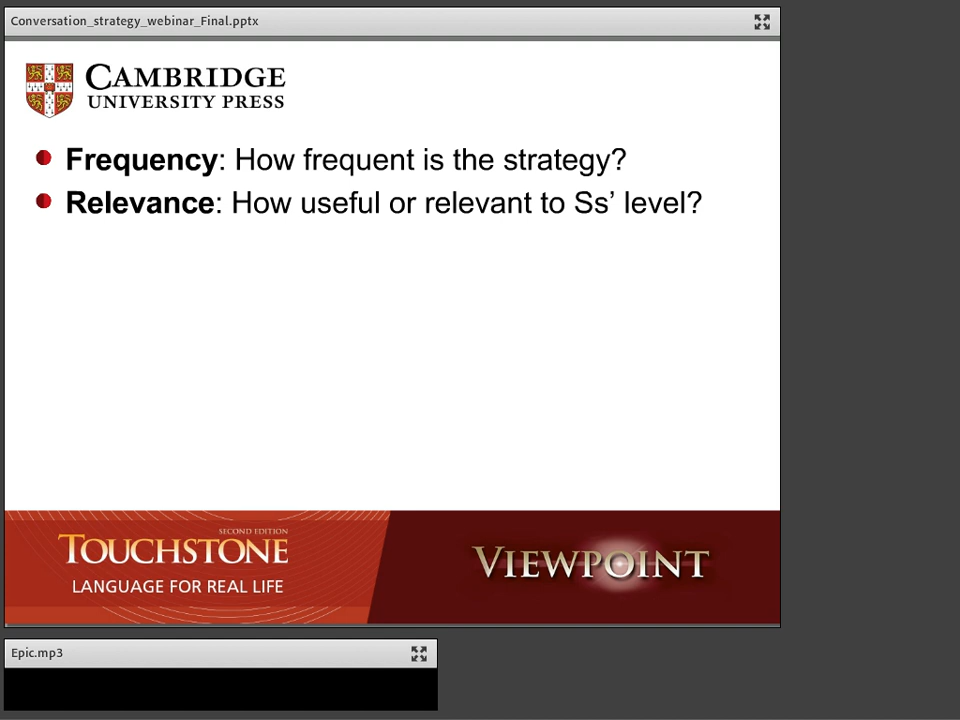 Conversation_strategy_webinar_Final.pptx
CAMBRIDGE
UNIVERSITY PRESS
Frequency: How frequent is the strategy?
Relevance: How useful or relevant to Ss’ level?
SECOND EDITION
TOUCHSTONE
LANGUAGE FOR REAL LIFE
VIEWPOINT
Epic.mp3